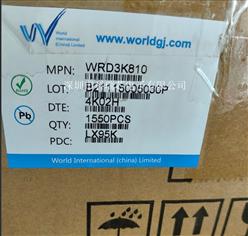 World
International
(China) Limited
www.worldgj.com
MPN: WRD3K810
LOT:
DTE: 4K02H
QTY: 1550PCS
PDC: LX95K
Pb
World International (china) Limited